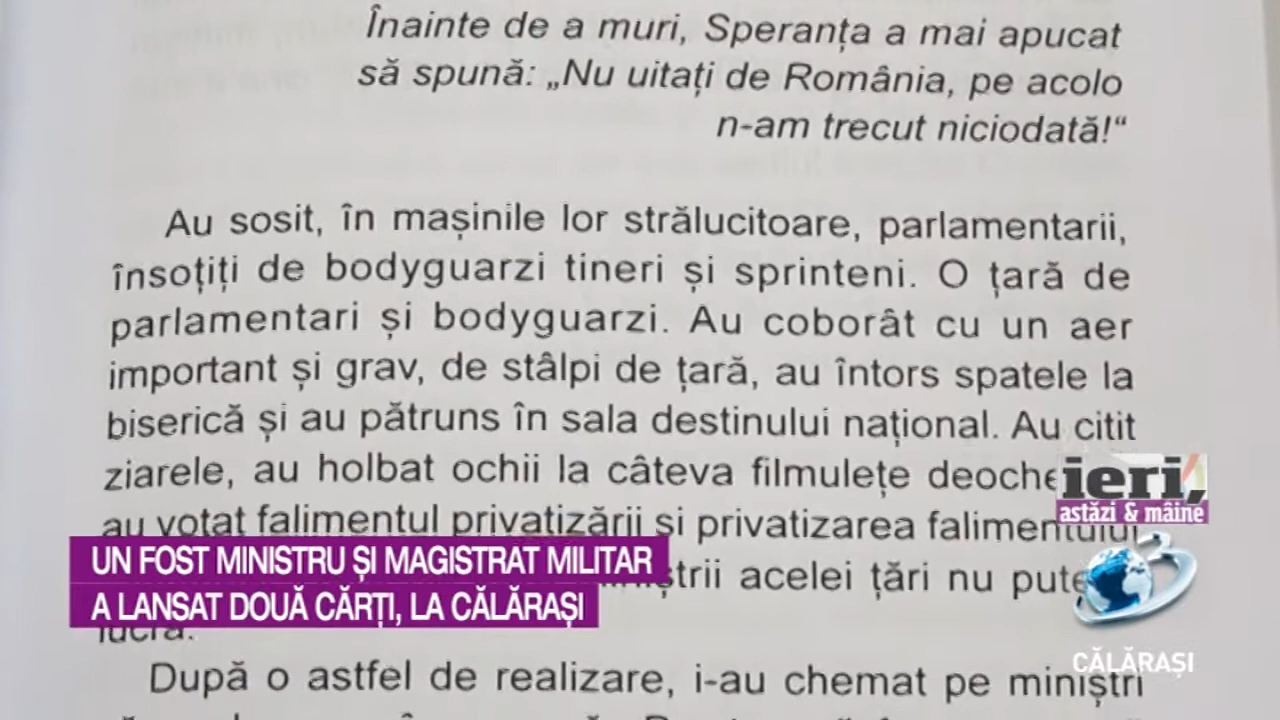 Înainte de a muri, Speranța a mai apucat
să spună: „Nu uitați de România, pe acolo
n-am trecut niciodată!“
Au sosit, în mașinile lor strălucitoare, parlamentarii,
însoțiți de bodyguarzi tineri și sprinteni. O țară de
parlamentari și bodyguarzi. Au coborât cu un aer
important și grav, de stâlpi de țară, au întors spatele la
biserică și au pătruns în sala destinului național. Au citit
ziarele, au holbat ochii la câteva filmulețe
au votat falimentul privatizării și privatizarea falimentului
acelei țări nu
lucra.
După o astfel de realizare, i-au chemat pe miniștri
ieri,
astăzi & mâine
UN FOST MINISTRU ȘI MAGISTRAT MILITAR
A LANSAT DOUĂ CĂRȚI, LA CĂLĂRAȘI
3
CĂLĂRAȘI